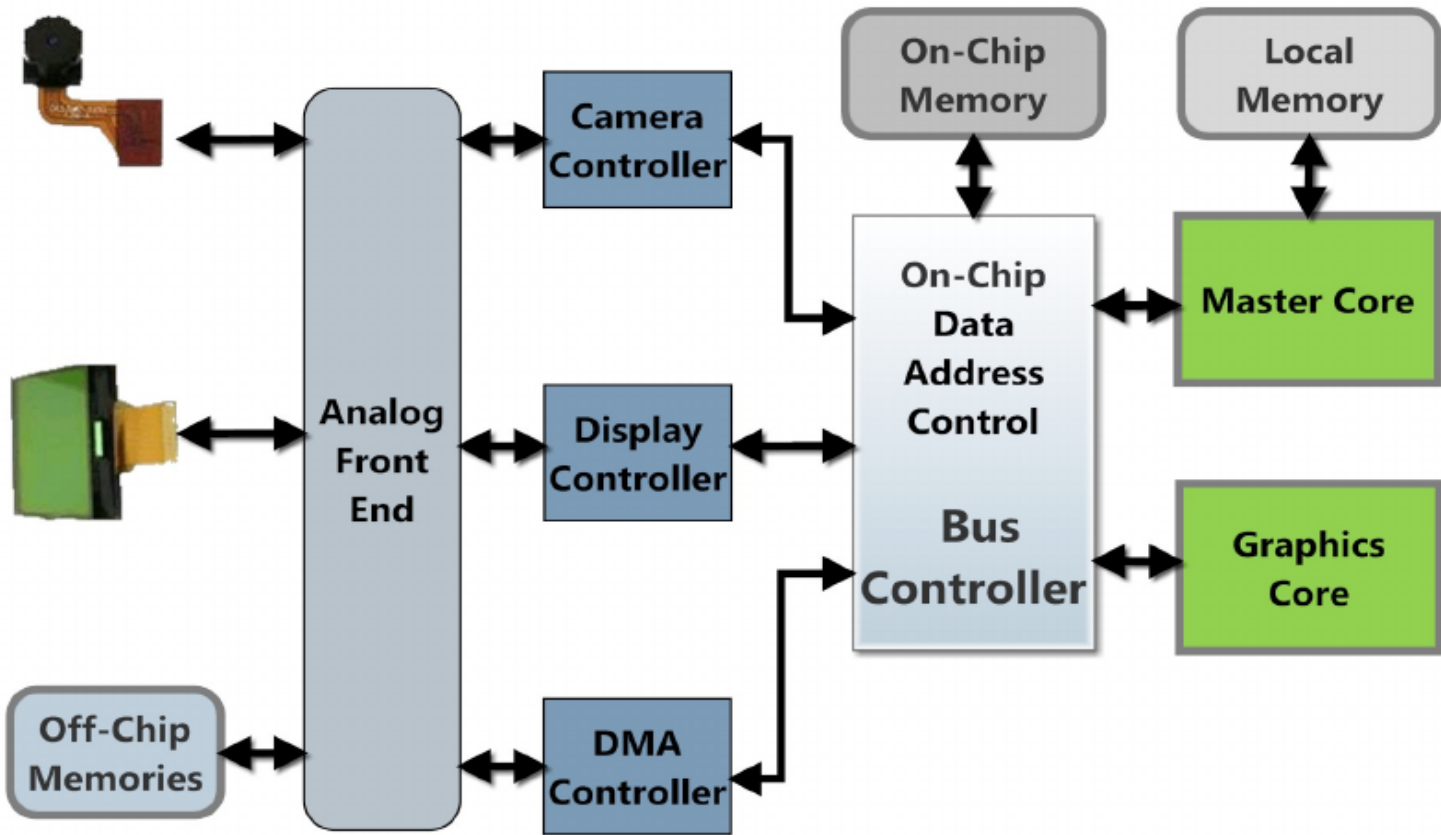 Camera
Controller
On-Chip
Memory
Local
Memory
On-Chip
Data
Address
Control
Bus
Controller
Master Core
Analog
Front
End
Display
Controller
Graphics
Core
Off-Chip
Memories
DMA
Controller